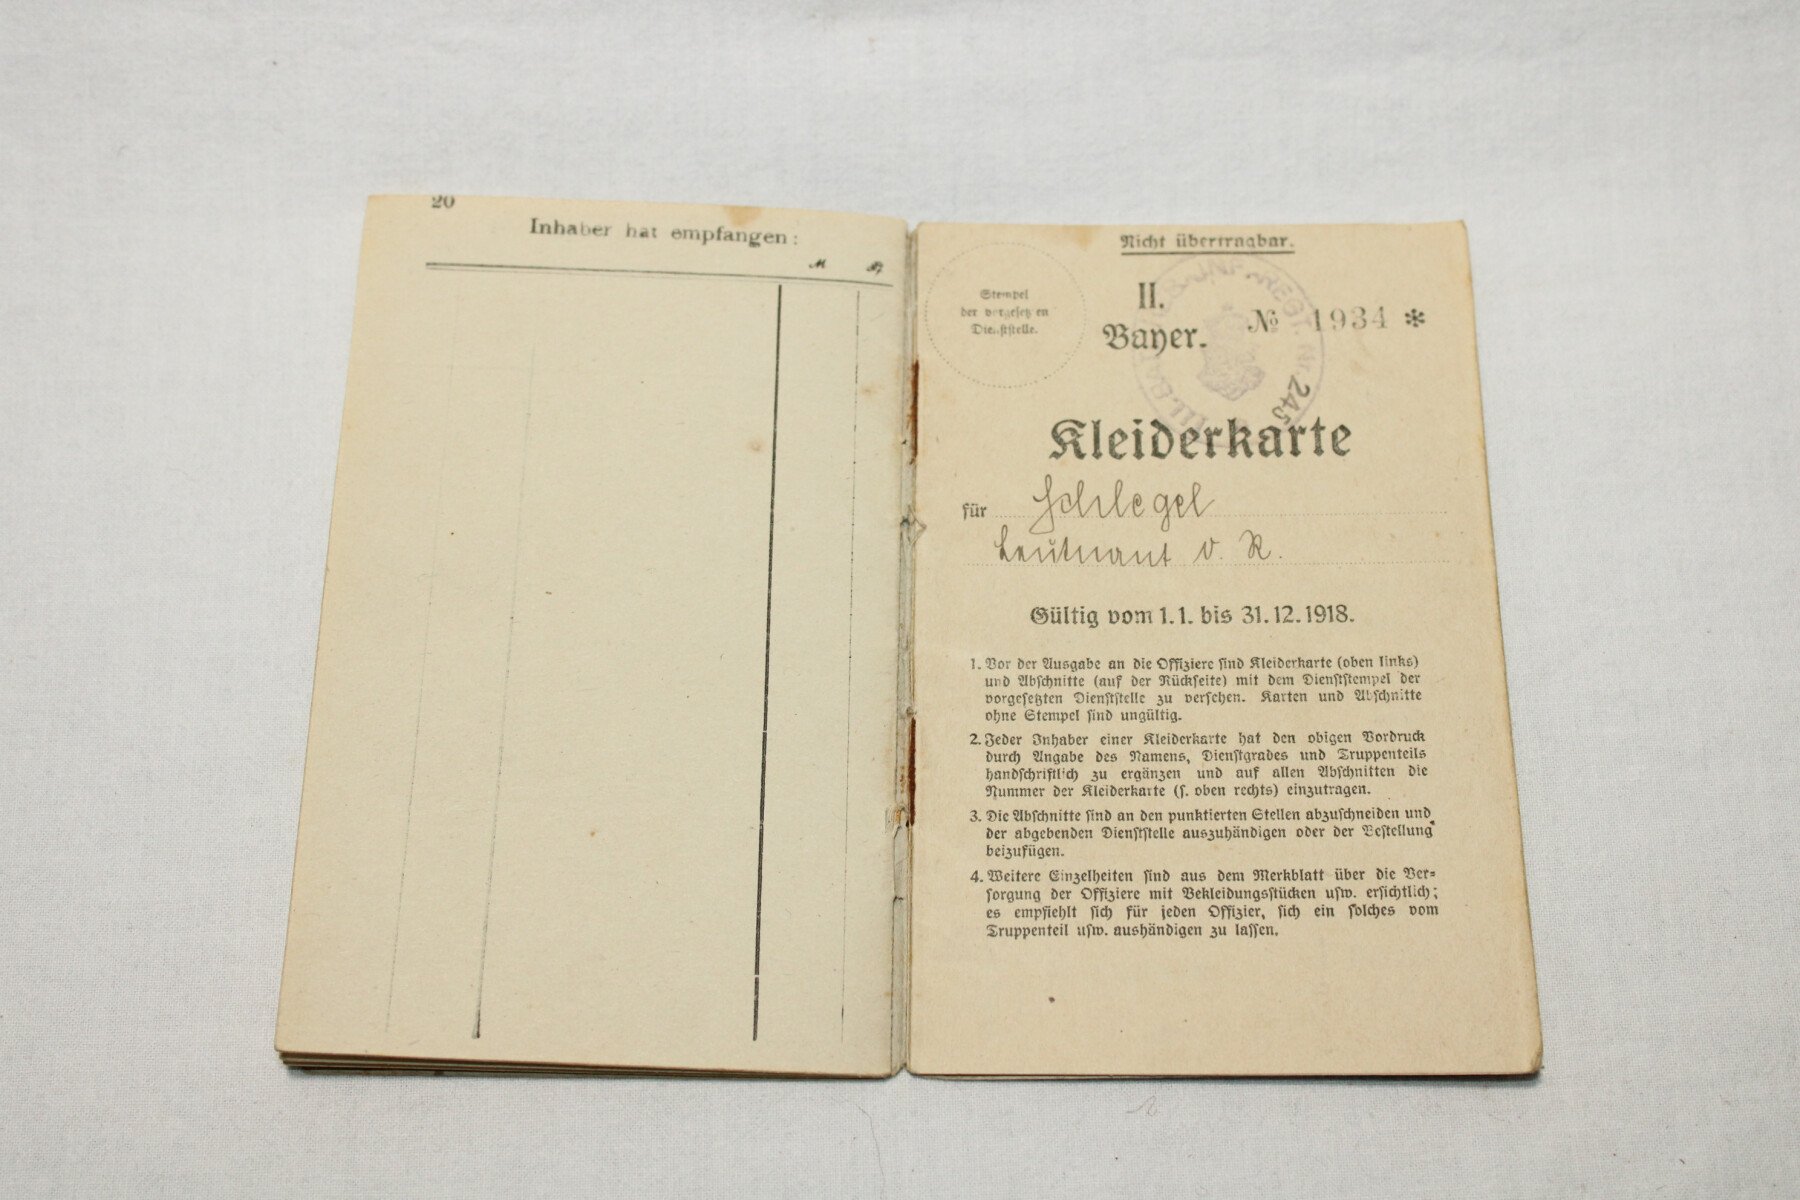 20
Inhaber hat empfangen:
M ₰
Nicht übertragbar.
Stempel
der vorgesetzten
Dienststelle.
II.
Bayer. № 1934 *
REGT. Nr 245
Kleiderkarte
für Schlegel
Leutnant d. R.
Gültig vom 1. 1. bis 31. 12. 1918.
1. Vor der Ausgabe an die Offiziere sind Kleiderkarte (oben links)
und Abschnitte (auf der Rückseite) mit dem Dienststempel der
vorgesetzten Dienststelle zu versehen. Karten und Abschnitte
ohne Stempel sind ungültig.
2. Jeder Inhaber einer Kleiderkarte hat den obigen Vordruck
durch Angabe des Namens, Dienstgrades und Truppenteils
handschriftlich zu ergänzen und auf allen Abschnitten die
Nummer der Kleiderkarte (s. oben rechts) einzutragen.
3. Die Abschnitte sind an den punktierten Stellen abzuschneiden und
der abgebenden Dienststelle auszuhändigen oder der Bestellung
beizufügen.
4. Weitere Einzelheiten sind aus dem Merkblatt über die Ver=
sorgung der Offiziere mit Bekleidungsstücken usw. ersichtlich;
es empfiehlt sich für jeden Offizier, sich ein solches vom
Truppenteil usw. aushändigen zu lassen.